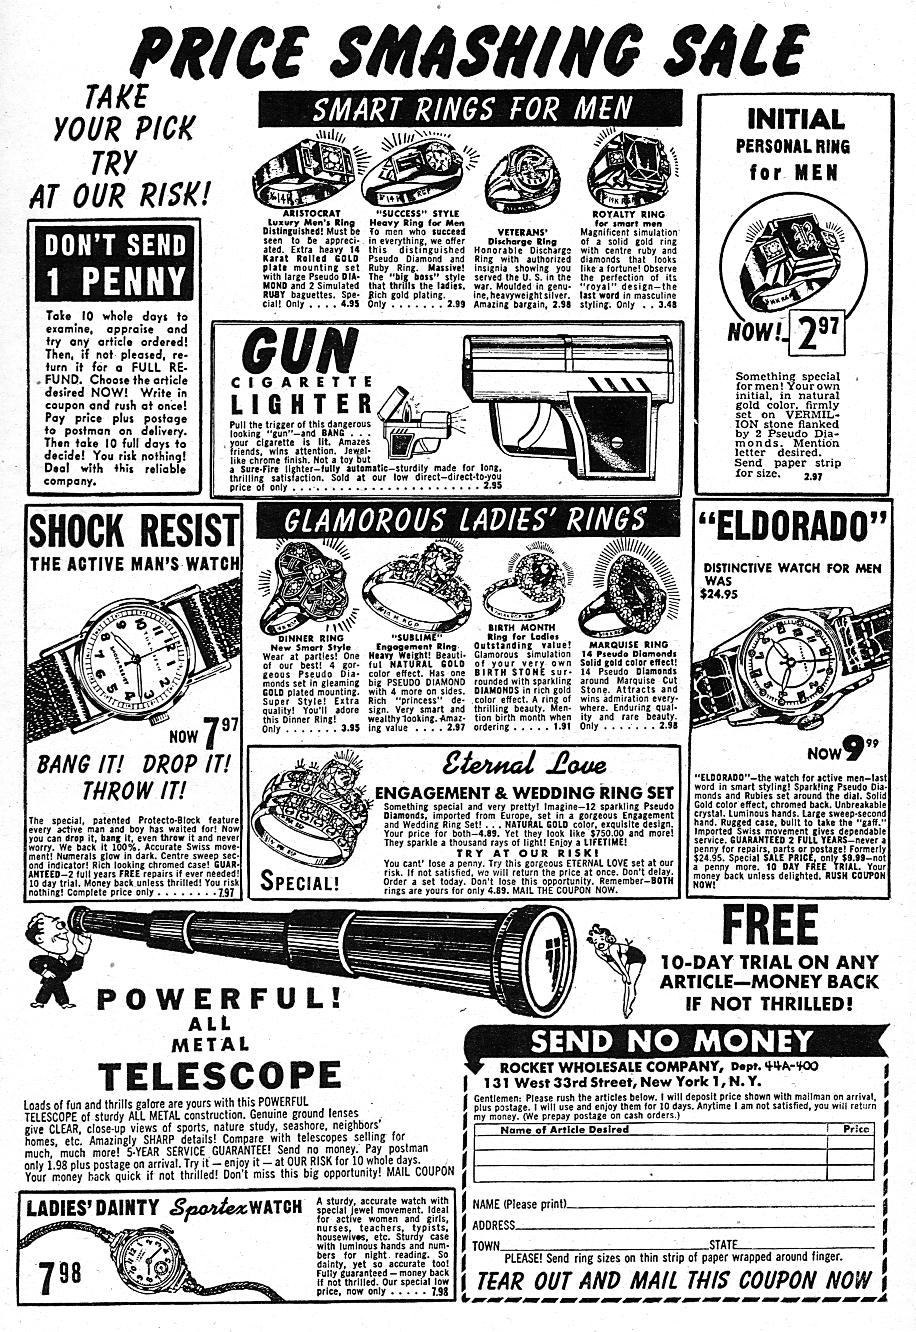 PRICE SMASHING SALE
TAKE
YOUR PICK
TRY
AT OUR RISK!
DON'T SEND
1 PENNY
Take 10 whole days to
examine, appraise and
try any article ordered!
Then, if not pleased, re-
turn it for a FULL RE-
FUND. Choose the article
desired NOW! Write in
coupon and rush at once!
Pay price plus postage
to postman on delivery.
Then take 10 full days to
decide! You risk nothing!
Deal with this reliable
company.
SMART RINGS FOR MEN
ARISTOCRAT
Luxury Men's Ring
Distinguished! Must be
seen to be appreci-
ated. Extra heavy 14
Karat Rolled GOLD
plate mounting set
with large Pseudo DIA-
MOND and 2 Simulated
RUBY baguettes. Spe-
cial! Only . . . . 4.95
"SUCCESS" STYLE
Heavy Ring for Men
To men who succeed
in everything, we offer
this distinguished
Pseudo Diamond and
Ruby Ring. Massive!
The "big boss" style
that thrills the ladies.
Rich gold plating.
Only . . . . . . . 2.99
VETERANS'
Discharge Ring
Honorable Discharge
Ring with authorized
insignia showing you
served the U. S. in the
war. Moulded in genu-
ine, heavyweight silver.
Amazing bargain, 2.98
ROYALTY RING
for smart men
Magnificent simulation
of a solid gold ring
with centre ruby and
diamonds that looks
like a fortune! Observe
the perfection of its
"royal" design—the
last word in masculine
styling. Only . . 3.48
INITIAL
PERSONAL RING
for MEN
R
NOW! 2 97
Something special
for men! Your own
initial, in natural
gold color, firmly
set on VERMIL-
ION stone flanked
by 2 Pseudo Dia-
monds. Mention
letter desired.
Send paper strip
for size. 2.97
GUN
CIGARETTE
LIGHTER
Pull the trigger of this dangerous
looking "gun"—and BANG . . .
your cigarette is lit. Amazes
friends, wins attention. Jewel-
like chrome finish. Not a toy but
a Sure-Fire lighter—fully automatic—sturdily made for long,
thrilling satisfaction. Sold at our low direct—direct-to-you
price of only . . . . . . . . . . . . . . . . . . . . . . . 2.95
SHOCK RESIST
THE ACTIVE MAN'S WATCH
NOW 7 97
BANG IT! DROP IT!
THROW IT!
The special, patented Protecto-Block feature
every active man and boy has waited for! Now
you can drop it, bang it, even throw it and never
worry. We back it 100%. Accurate Swiss move-
ment! Numerals glow in dark. Centre sweep sec-
ond indicator! Rich looking chromed case! GUAR-
ANTEED—2 full years FREE repairs if ever needed!
10 day trial. Money back unless thrilled! You risk
nothing! Complete price only . . . . . . . . 7.97
GLAMOROUS LADIES' RINGS
DINNER RING
New Smart Style
Wear at parties! One
of our best! 4 gor-
geous Pseudo Dia-
monds set in gleaming
GOLD plated mounting.
Super Style! Extra
quality! You'll adore
this Dinner Ring!
Only . . . . . . . 3.95
"SUBLIME"
Engagement Ring
Heavy Weight! Beauti-
ful NATURAL GOLD
color effect. Has one
big PSEUDO DIAMOND
with 4 more on sides.
Rich "princess" de-
sign. Very smart and
wealthy looking. Amaz-
ing value . . . . 2.97
BIRTH MONTH
Ring for Ladies
Outstanding value!
Glamorous simulation
of your very own
BIRTH STONE sur-
rounded with sparkling
DIAMONDS in rich gold
color effect. A ring of
thrilling beauty. Men-
tion birth month when
ordering . . . . . 1.91
MARQUISE RING
14 Pseudo Diamonds
Solid gold color effect!
14 Pseudo Diamonds
around Marquise Cut
Stone. Attracts and
wins admiration every-
where. Enduring qual-
ity and rare beauty.
Only . . . . . . . 2.98
"ELDORADO"
DISTINCTIVE WATCH FOR MEN
WAS
$24.95
NOW 9 99
"ELDORADO"—the watch for active men—last
word in smart styling! Sparkling Pseudo Dia-
monds and Rubies set around the dial. Solid
Gold color effect, chromed back. Unbreakable
crystal. Luminous hands. Large sweep-second
hand. Rugged case, built to take the "gaff."
Imported Swiss movement gives dependable
service. GUARANTEED 2 FULL YEARS—never a
penny for repairs, parts or postage! Formerly
$24.95. Special SALE PRICE, only $9.99—not
a penny more. 10 DAY FREE TRIAL. Your
money back unless delighted. RUSH COUPON
NOW!
Eternal Love
ENGAGEMENT & WEDDING RING SET
Something special and very pretty! Imagine—12 sparkling Pseudo
Diamonds, imported from Europe, set in a gorgeous Engagement
and Wedding Ring Set! . . . NATURAL GOLD color, exquisite design.
Your price for both—4.89. Yet they look like $750.00 and more!
They sparkle a thousand rays of light! Enjoy a LIFETIME!
TRY AT OUR RISK!
You cant' lose a penny. Try this gorgeous ETERNAL LOVE set at our
risk. If not satisfied, we will return the price at once. Don't delay.
Order a set today. Don't lose this opportunity. Remember—BOTH
rings are yours for only 4.89. MAIL THE COUPON NOW.
SPECIAL!
POWERFUL!
ALL
METAL
TELESCOPE
Loads of fun and thrills galore are yours with this POWERFUL
TELESCOPE of sturdy ALL METAL construction. Genuine ground lenses
give CLEAR, close-up views of sports, nature study, seashore, neighbors'
homes, etc. Amazingly SHARP details! Compare with telescopes selling for
much, much more! 5-YEAR SERVICE GUARANTEE! Send no money. Pay postman
only 1.98 plus postage on arrival. Try it — enjoy it — at OUR RISK for 10 whole days.
Your money back quick if not thrilled! Don't miss this big opportunity! MAIL COUPON
FREE
10-DAY TRIAL ON ANY
ARTICLE—MONEY BACK
IF NOT THRILLED!
LADIES' DAINTY Sportex WATCH
7 98
A sturdy, accurate watch with
special jewel movement. Ideal
for active women and girls,
nurses, teachers, typists,
housewives, etc. Sturdy case
with luminous hands and num-
bers for night reading. So
dainty, yet so accurate too!
Fully guaranteed — money back
if not thrilled. Our special low
price, now only . . . . . 7.98
SEND NO MONEY
ROCKET WHOLESALE COMPANY, Dept. 44A-400
131 West 33rd Street, New York 1, N. Y.
Gentlemen: Please rush the articles below. I will deposit price shown with mailman on arrival,
plus postage. I will use and enjoy them for 10 days. Anytime I am not satisfied, you will return
my money. (We prepay postage on cash orders.)
Name of Article Desired Price
NAME (Please print)
ADDRESS
TOWN STATE
PLEASE! Send ring sizes on thin strip of paper wrapped around finger.
TEAR OUT AND MAIL THIS COUPON NOW